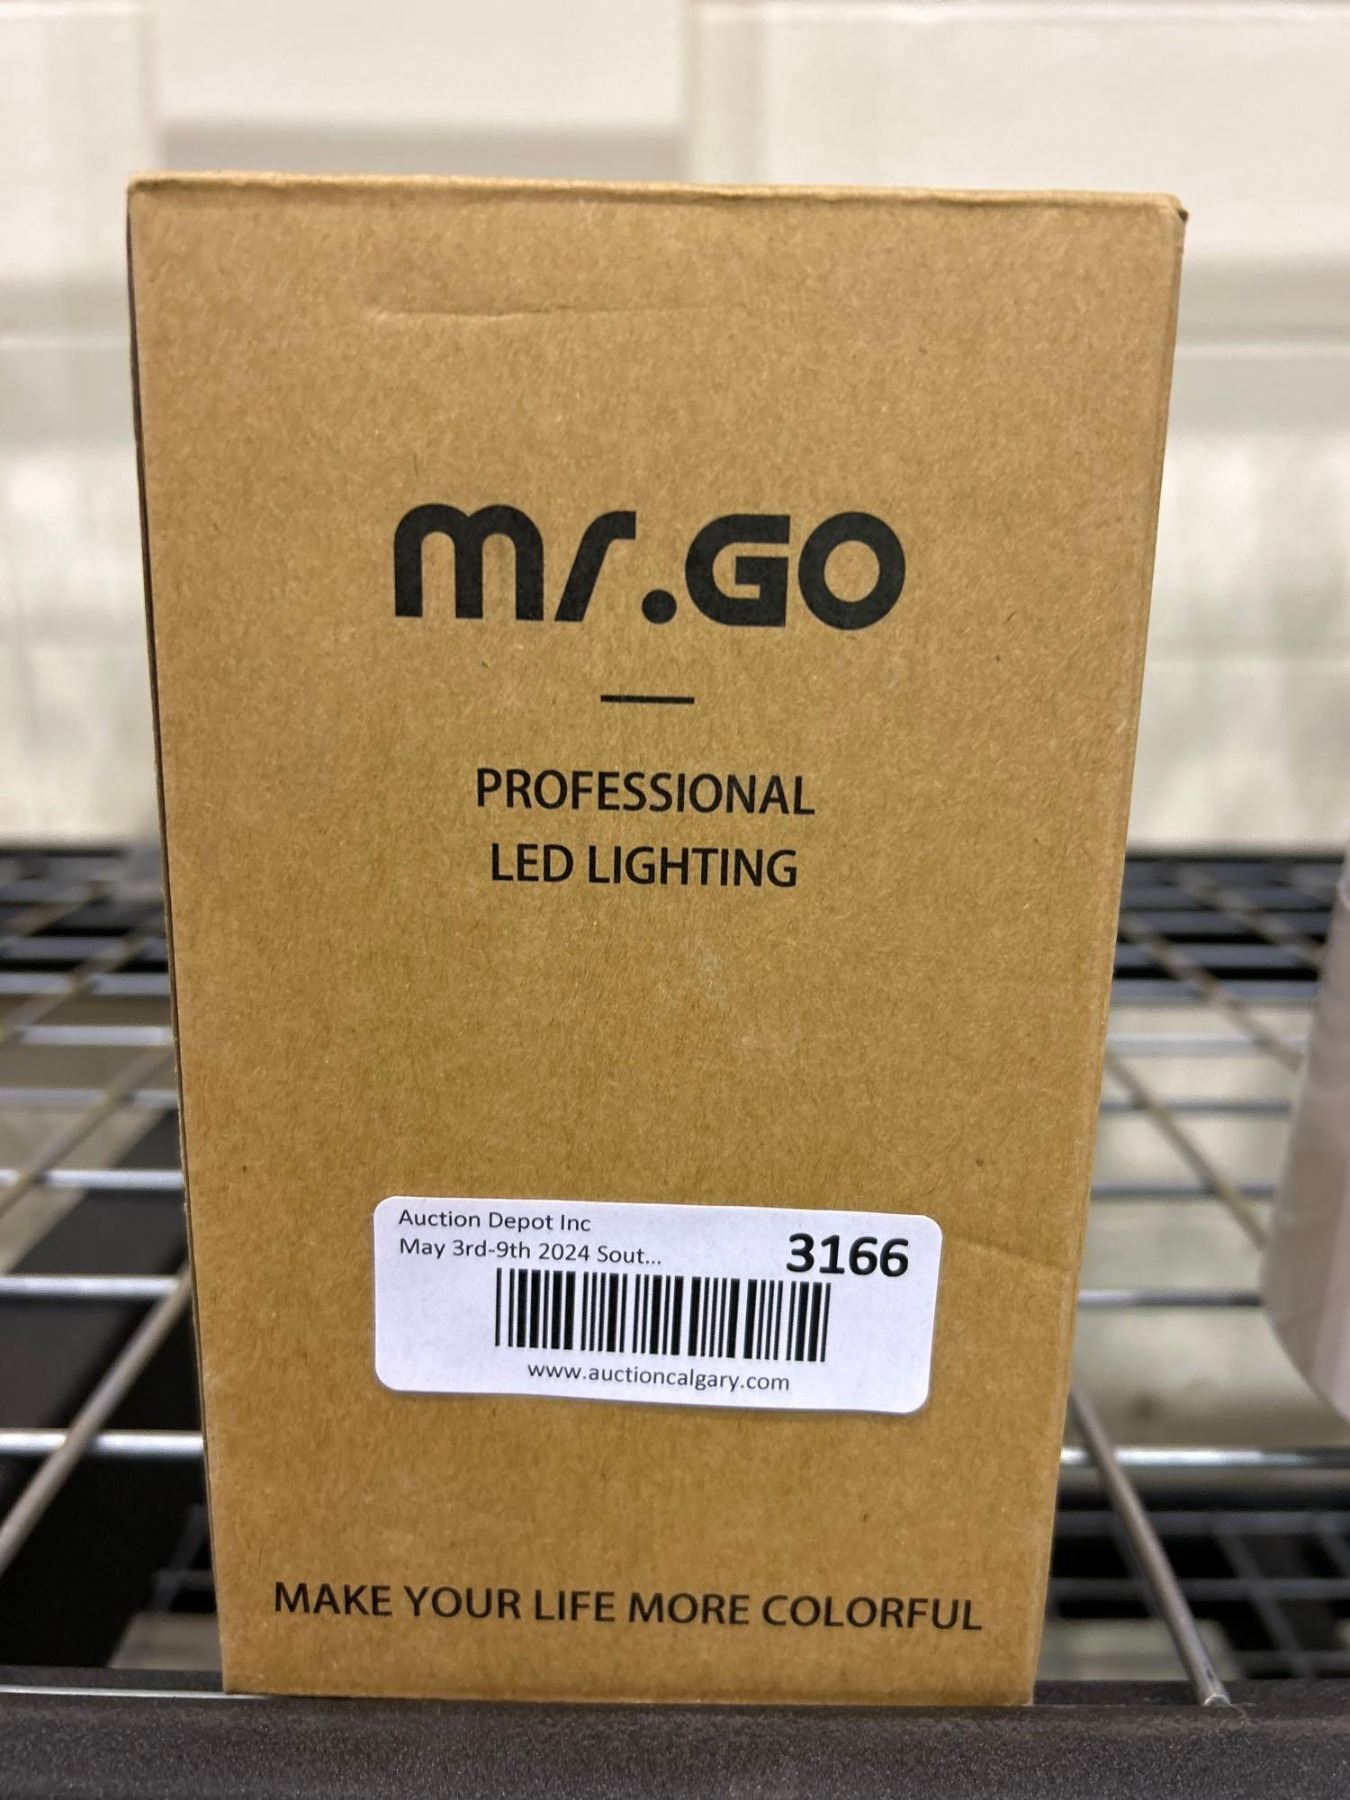 mr.GO
PROFESSIONAL
LED LIGHTING
Auction Depot Inc
May 3rd-9th 2024 Sout...
3166
www.auctioncalgary.com
MAKE YOUR LIFE MORE COLORFUL